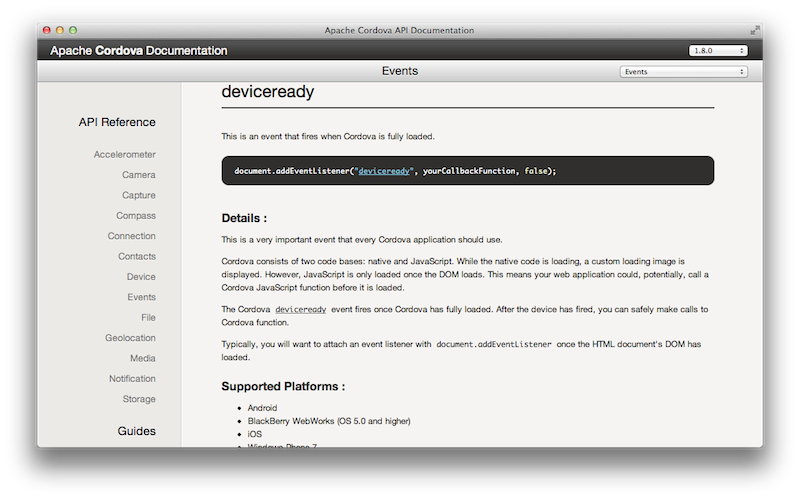 Apache Cordova API Documentation
Apache Cordova Documentation
1.8.0
Events
Events
API Reference
Accelerometer
Camera
Capture
Compass
Connection
Contacts
Device
Events
File
Geolocation
Media
Notification
Storage
Guides
deviceready
This is an event that fires when Cordova is fully loaded.
document.addEventListener("deviceready", yourCallbackFunction, false);
Details :
This is a very important event that every Cordova application should use.
Cordova consists of two code bases: native and JavaScript. While the native code is loading, a custom loading image is
displayed. However, JavaScript is only loaded once the DOM loads. This means your web application could, potentially, call a
Cordova JavaScript function before it is loaded.
The Cordova deviceready event fires once Cordova has fully loaded. After the device has fired, you can safely make calls to
Cordova function.
Typically, you will want to attach an event listener with document.addEventListener once the HTML document's DOM has
loaded.
Supported Platforms :
Android
BlackBerry WebWorks (OS 5.0 and higher)
iOS
Windows Phone 7